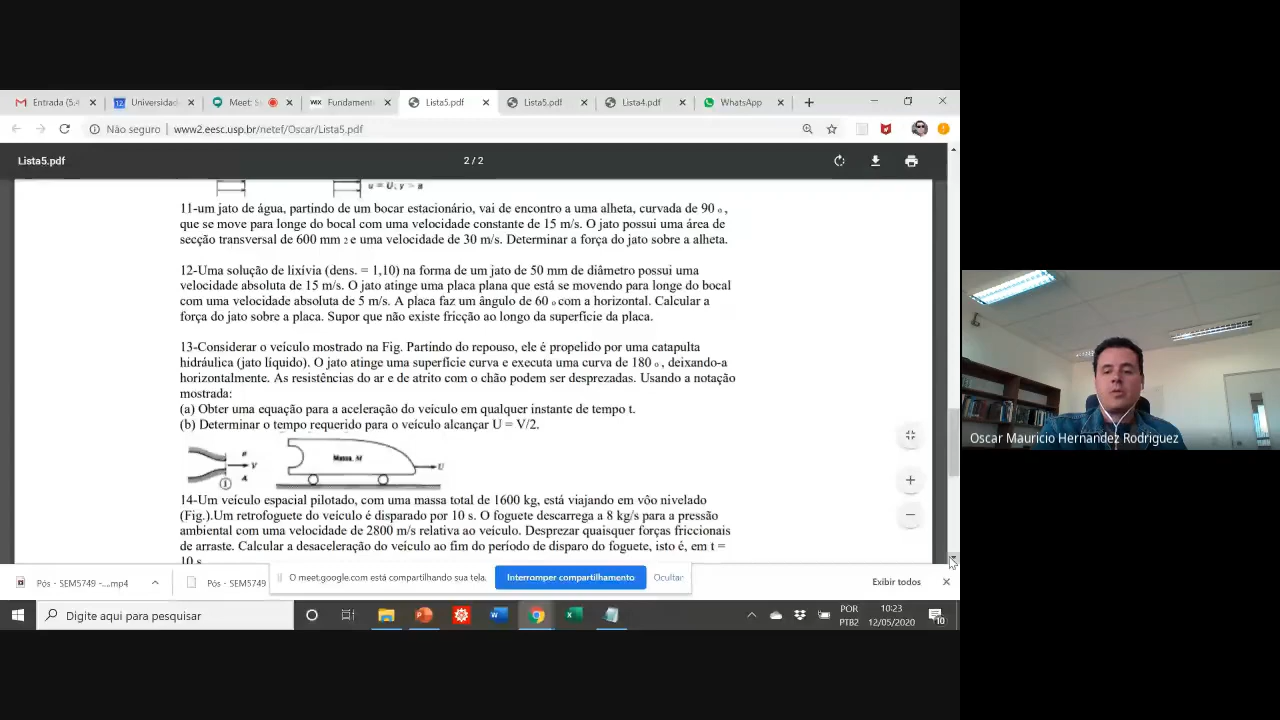 Entrada (5.4
Universidad
Meet: S
Fundament
Lista5.pdf
Lista5.pdf
Lista4.pdf
WhatsApp
Não seguro
www2.eesc.usp.br/netef/Oscar/Lista5.pdf
Lista5.pdf
2 / 2
u = U; y > a
11-um jato de água, partindo de um bocar estacionário, vai de encontro a uma alheta, curvada de 90 o ,
que se move para longe do bocal com uma velocidade constante de 15 m/s. O jato possui uma área de
secção transversal de 600 mm 2 e uma velocidade de 30 m/s. Determinar a força do jato sobre a alheta.
12-Uma solução de lixívia (dens. = 1,10) na forma de um jato de 50 mm de diâmetro possui uma
velocidade absoluta de 15 m/s. O jato atinge uma placa plana que está se movendo para longe do bocal
com uma velocidade absoluta de 5 m/s. A placa faz um ângulo de 60 o com a horizontal. Calcular a
força do jato sobre a placa. Supor que não existe fricção ao longo da superfície da placa.
13-Considerar o veículo mostrado na Fig. Partindo do repouso, ele é propelido por uma catapulta
hidráulica (jato líquido). O jato atinge uma superfície curva e executa uma curva de 180 o , deixando-a
horizontalmente. As resistências do ar e de atrito com o chão podem ser desprezadas. Usando a notação
mostrada:
(a) Obter uma equação para a aceleração do veículo em qualquer instante de tempo t.
(b) Determinar o tempo requerido para o veículo alcançar U = V/2.
V
A
1
Massa, M
U
14-Um veículo espacial pilotado, com uma massa total de 1600 kg, está viajando em vôo nivelado
(Fig.).Um retrofoguete do veículo é disparado por 10 s. O foguete descarrega a 8 kg/s para a pressão
ambiental com uma velocidade de 2800 m/s relativa ao veículo. Desprezar quaisquer forças friccionais
de arraste. Calcular a desaceleração do veículo ao fim do período de disparo do foguete, isto é, em t =
10 s
Oscar Mauricio Hernandez Rodriguez
Pós - SEM5749 -....mp4
Pós - SEM5749
O meet.google.com está compartilhando sua tela.
Interromper compartilhamento
Ocultar
Exibir todos
Digite aqui para pesquisar
POR
PTB2
10:23
12/05/2020
10